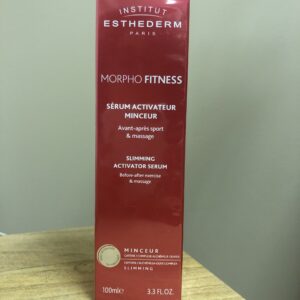 INSTITUT
ESTHEDERM
PARIS
MORPHO FITNESS
SÉRUM ACTIVATEUR
MINCEUR
Avant-après sport
& massage
SLIMMING
ACTIVATOR SERUM
Before-after exercise
& massage
MINCEUR
SLIMMING
100ml ℮ 3.3 FL.OZ.